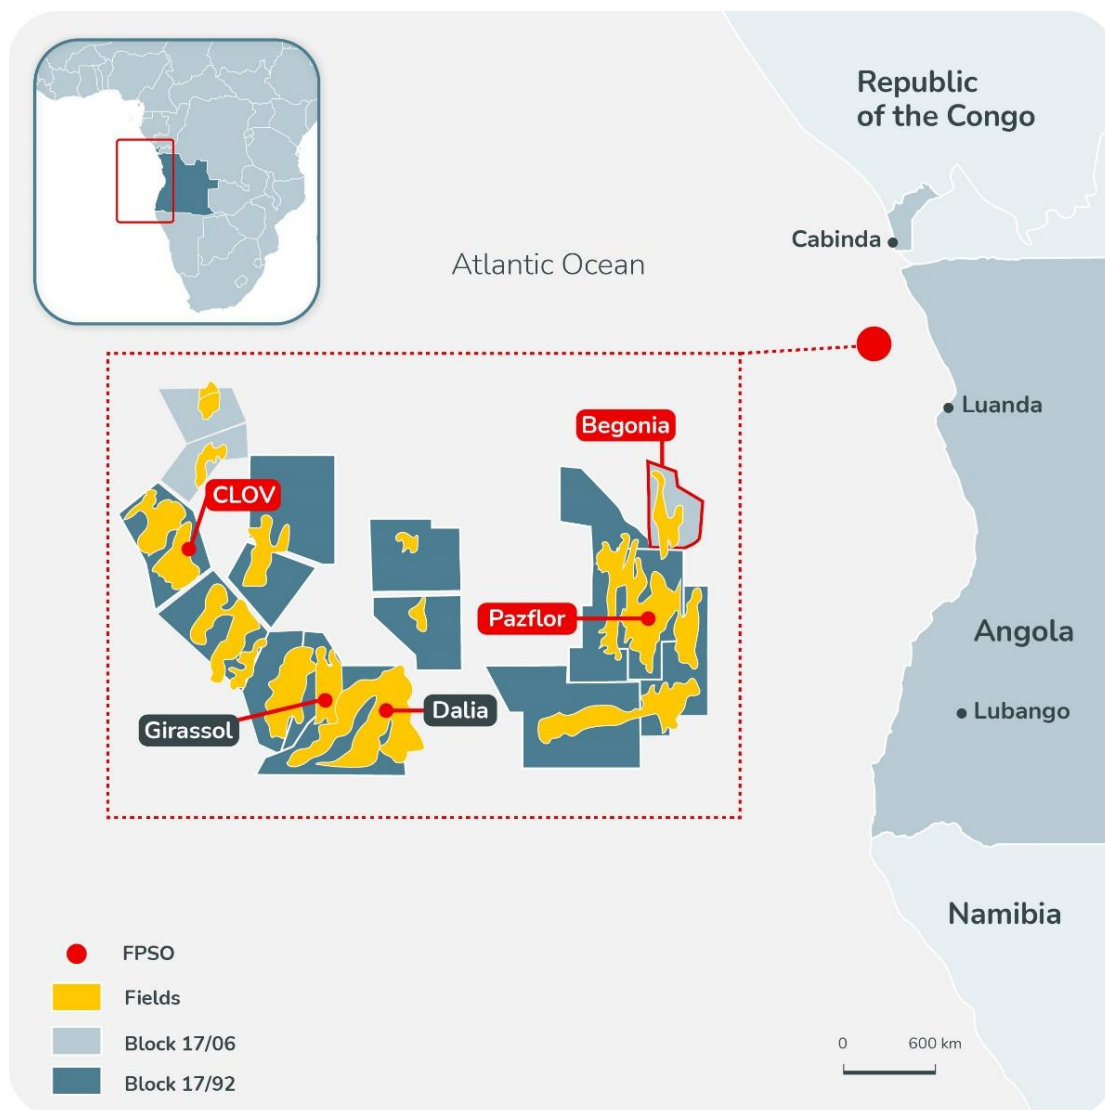 Republic
of the Congo
Cabinda
Atlantic Ocean
Luanda
Begonia
CLOV
Pazflor
Angola
Dalia
Lubango
Girassol
Namibia
FPSO
Fields
Block 17/06
Block 17/92
0 600 km